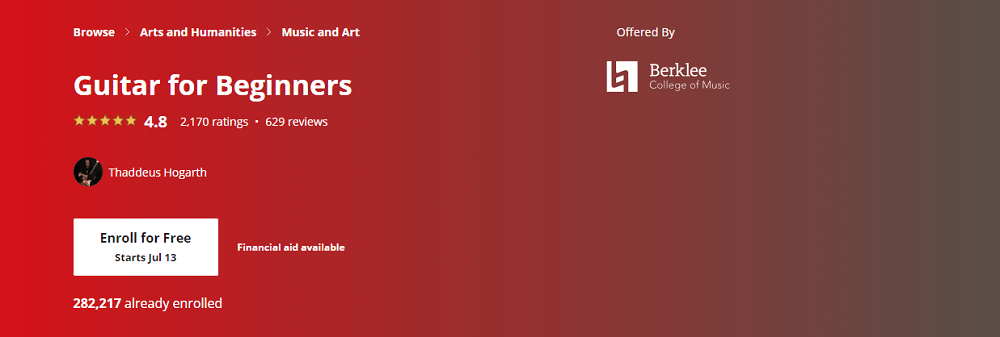 Browse > Arts and Humanities > Music and Art
Offered By
Guitar for Beginners
Berklee
College of Music
4.8 2,170 ratings • 629 reviews
Thaddeus Hogarth
Enroll for Free
Starts Jul 13
Financial aid available
282,217 already enrolled